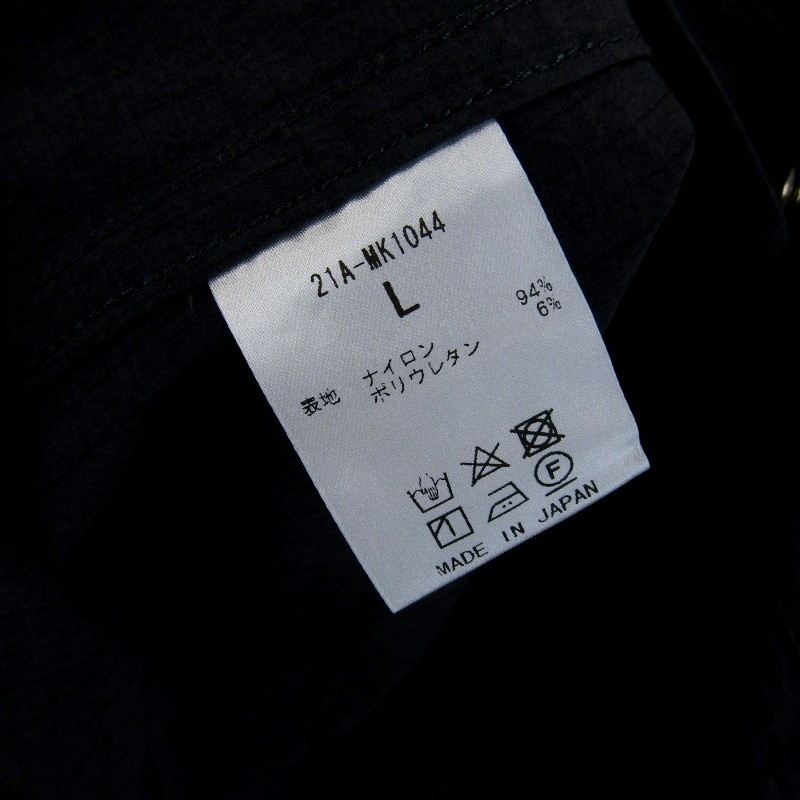 21A-MK1044
L
表地 ナイロン 94%
ポリウレタン 6%
F
MADE IN JAPAN